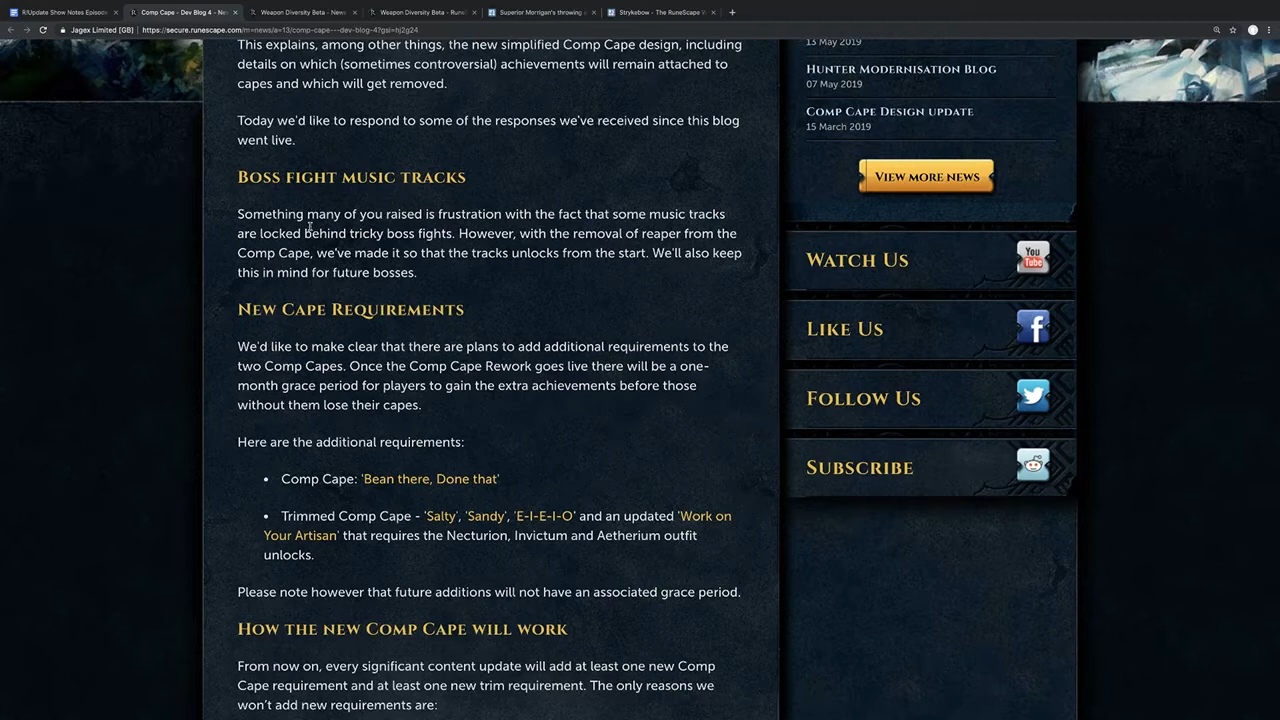 R/Update Show Notes Episode
Comp Cape - Dev Blog 4 - Ne
Weapon Diversity Beta - News
Weapon Diversity Beta - Rune
Superior Morrigan's throwing a
Strykebow - The RuneScape W
Jagex Limited [GB]
https://secure.runescape.com/m=news/a=13/comp-cape---dev-blog-4?gsi=hj2g24
This explains, among other things, the new simplified Comp Cape design, including
details on which (sometimes controversial) achievements will remain attached to
capes and which will get removed.
Today we'd like to respond to some of the responses we've received since this blog
went live.
Boss fight music tracks
Something many of you raised is frustration with the fact that some music tracks
are locked behind tricky boss fights. However, with the removal of reaper from the
Comp Cape, we've made it so that the tracks unlocks from the start. We'll also keep
this in mind for future bosses.
New Cape Requirements
We'd like to make clear that there are plans to add additional requirements to the
two Comp Capes. Once the Comp Cape Rework goes live there will be a one-
month grace period for players to gain the extra achievements before those
without them lose their capes.
Here are the additional requirements:
• Comp Cape: 'Bean there, Done that'
• Trimmed Comp Cape - 'Salty', 'Sandy', 'E-I-E-I-O' and an updated 'Work on
Your Artisan' that requires the Necturion, Invictum and Aetherium outfit
unlocks.
Please note however that future additions will not have an associated grace period.
How the new Comp Cape will work
From now on, every significant content update will add at least one new Comp
Cape requirement and at least one new trim requirement. The only reasons we
won't add new requirements are:
13 May 2019
Hunter Modernisation Blog
07 May 2019
Comp Cape Design update
15 March 2019
View more news
Watch Us
You
Tube
Like Us
Follow Us
Subscribe